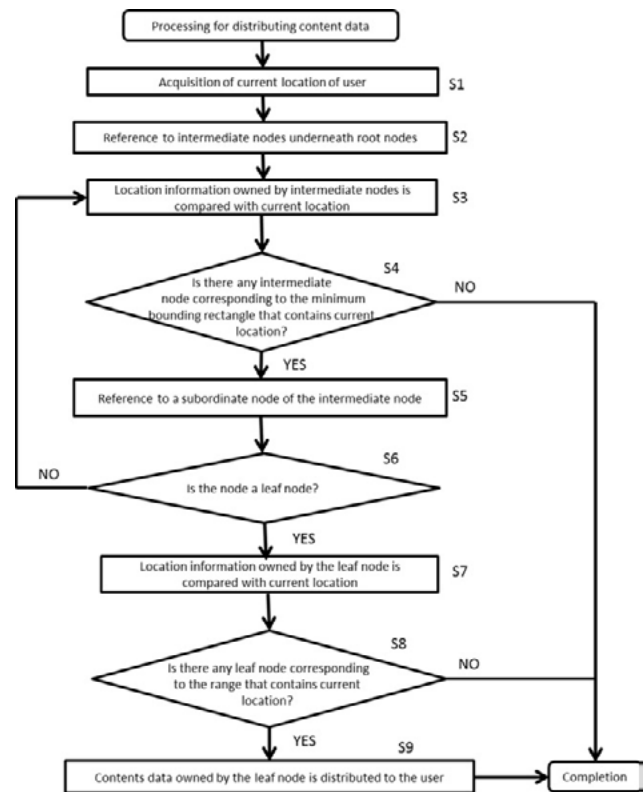 Processing for distributing content data
Acquisition of current location of user
S1
Reference to intermediate nodes underneath root nodes
S2
Location information owned by intermediate nodes is
compared with current location
S3
S4
Is there any intermediate
node corresponding to the minimum
bounding rectangle that contains current
location?
NO
YES
Reference to a subordinate node of the intermediate node
S5
S6
NO
Is the node a leaf node?
YES
Location information owned by the leaf node is
compared with current location
S7
S8
Is there any leaf node corresponding
to the range that contains current
location?
NO
YES
S9
Contents data owned by the leaf node is distributed to the user
Completion